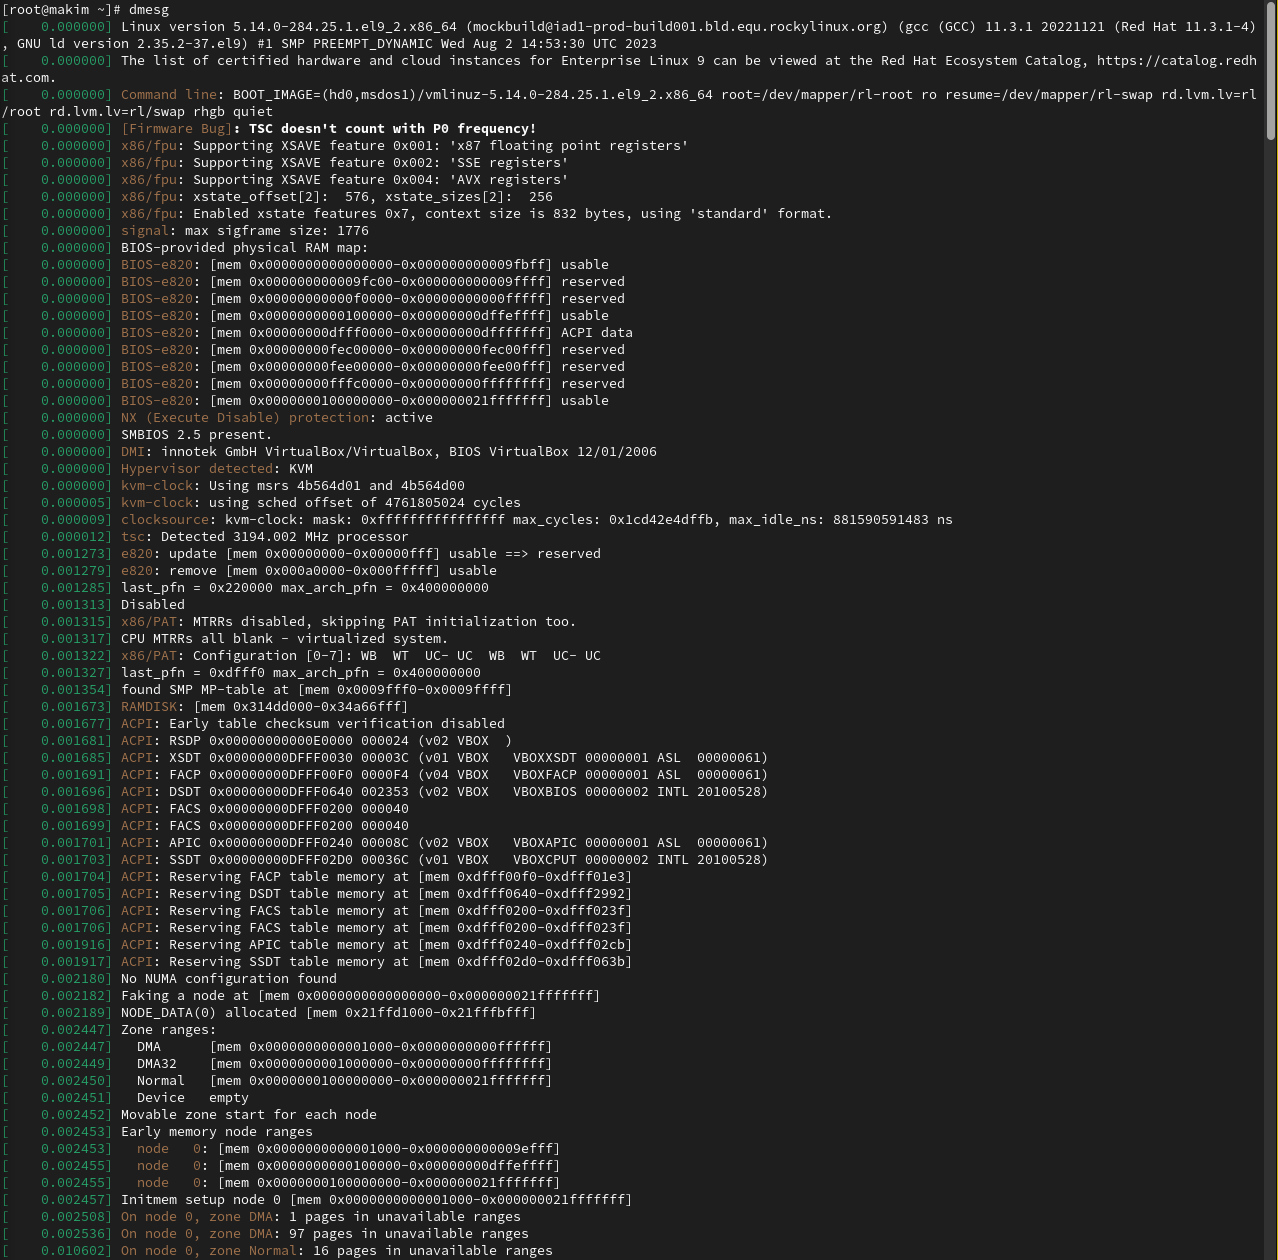 [root@makim ~]# dmesg
[    0.000000] Linux version 5.14.0-284.25.1.el9_2.x86_64 (mockbuild@iad1-prod-build001.bld.equ.rockylinux.org) (gcc (GCC) 11.3.1 20221121 (Red Hat 11.3.1-4)
, GNU ld version 2.35.2-37.el9) #1 SMP PREEMPT_DYNAMIC Wed Aug 2 14:53:30 UTC 2023
[    0.000000] The list of certified hardware and cloud instances for Enterprise Linux 9 can be viewed at the Red Hat Ecosystem Catalog, https://catalog.redh
at.com.
[    0.000000] Command line: BOOT_IMAGE=(hd0,msdos1)/vmlinuz-5.14.0-284.25.1.el9_2.x86_64 root=/dev/mapper/rl-root ro resume=/dev/mapper/rl-swap rd.lvm.lv=rl
/root rd.lvm.lv=rl/swap rhgb quiet
[    0.000000] [Firmware Bug]: TSC doesn't count with P0 frequency!
[    0.000000] x86/fpu: Supporting XSAVE feature 0x001: 'x87 floating point registers'
[    0.000000] x86/fpu: Supporting XSAVE feature 0x002: 'SSE registers'
[    0.000000] x86/fpu: Supporting XSAVE feature 0x004: 'AVX registers'
[    0.000000] x86/fpu: xstate_offset[2]:  576, xstate_sizes[2]:  256
[    0.000000] x86/fpu: Enabled xstate features 0x7, context size is 832 bytes, using 'standard' format.
[    0.000000] signal: max sigframe size: 1776
[    0.000000] BIOS-provided physical RAM map:
[    0.000000] BIOS-e820: [mem 0x0000000000000000-0x000000000009fbff] usable
[    0.000000] BIOS-e820: [mem 0x000000000009fc00-0x000000000009ffff] reserved
[    0.000000] BIOS-e820: [mem 0x00000000000f0000-0x00000000000fffff] reserved
[    0.000000] BIOS-e820: [mem 0x0000000000100000-0x00000000dffeffff] usable
[    0.000000] BIOS-e820: [mem 0x00000000dfff0000-0x00000000dfffffff] ACPI data
[    0.000000] BIOS-e820: [mem 0x00000000fec00000-0x00000000fec00fff] reserved
[    0.000000] BIOS-e820: [mem 0x00000000fee00000-0x00000000fee00fff] reserved
[    0.000000] BIOS-e820: [mem 0x00000000fffc0000-0x00000000ffffffff] reserved
[    0.000000] BIOS-e820: [mem 0x0000000100000000-0x000000021fffffff] usable
[    0.000000] NX (Execute Disable) protection: active
[    0.000000] SMBIOS 2.5 present.
[    0.000000] DMI: innotek GmbH VirtualBox/VirtualBox, BIOS VirtualBox 12/01/2006
[    0.000000] Hypervisor detected: KVM
[    0.000000] kvm-clock: Using msrs 4b564d01 and 4b564d00
[    0.000005] kvm-clock: using sched offset of 4761805024 cycles
[    0.000009] clocksource: kvm-clock: mask: 0xffffffffffffffff max_cycles: 0x1cd42e4dffb, max_idle_ns: 881590591483 ns
[    0.000012] tsc: Detected 3194.002 MHz processor
[    0.001273] e820: update [mem 0x00000000-0x00000fff] usable ==> reserved
[    0.001279] e820: remove [mem 0x000a0000-0x000fffff] usable
[    0.001285] last_pfn = 0x220000 max_arch_pfn = 0x400000000
[    0.001313] Disabled
[    0.001315] x86/PAT: MTRRs disabled, skipping PAT initialization too.
[    0.001317] CPU MTRRs all blank - virtualized system.
[    0.001322] x86/PAT: Configuration [0-7]: WB  WT  UC- UC  WB  WT  UC- UC
[    0.001327] last_pfn = 0xdfff0 max_arch_pfn = 0x400000000
[    0.001354] found SMP MP-table at [mem 0x0009fff0-0x0009ffff]
[    0.001673] RAMDISK: [mem 0x314dd000-0x34a66fff]
[    0.001677] ACPI: Early table checksum verification disabled
[    0.001681] ACPI: RSDP 0x00000000000E0000 000024 (v02 VBOX  )
[    0.001685] ACPI: XSDT 0x00000000DFFF0030 00003C (v01 VBOX   VBOXXSDT 00000001 ASL  00000061)
[    0.001691] ACPI: FACP 0x00000000DFFF00F0 0000F4 (v04 VBOX   VBOXFACP 00000001 ASL  00000061)
[    0.001696] ACPI: DSDT 0x00000000DFFF0640 002353 (v02 VBOX   VBOXBIOS 00000002 INTL 20100528)
[    0.001698] ACPI: FACS 0x00000000DFFF0200 000040
[    0.001699] ACPI: FACS 0x00000000DFFF0200 000040
[    0.001701] ACPI: APIC 0x00000000DFFF0240 00008C (v02 VBOX   VBOXAPIC 00000001 ASL  00000061)
[    0.001703] ACPI: SSDT 0x00000000DFFF02D0 00036C (v01 VBOX   VBOXCPUT 00000002 INTL 20100528)
[    0.001704] ACPI: Reserving FACP table memory at [mem 0xdfff00f0-0xdfff01e3]
[    0.001705] ACPI: Reserving DSDT table memory at [mem 0xdfff0640-0xdfff2992]
[    0.001706] ACPI: Reserving FACS table memory at [mem 0xdfff0200-0xdfff023f]
[    0.001706] ACPI: Reserving FACS table memory at [mem 0xdfff0200-0xdfff023f]
[    0.001916] ACPI: Reserving APIC table memory at [mem 0xdfff0240-0xdfff02cb]
[    0.001917] ACPI: Reserving SSDT table memory at [mem 0xdfff02d0-0xdfff063b]
[    0.002180] No NUMA configuration found
[    0.002182] Faking a node at [mem 0x0000000000000000-0x000000021fffffff]
[    0.002189] NODE_DATA(0) allocated [mem 0x21ffd1000-0x21fffbfff]
[    0.002447] Zone ranges:
[    0.002447]   DMA      [mem 0x0000000000001000-0x0000000000ffffff]
[    0.002449]   DMA32    [mem 0x0000000001000000-0x00000000ffffffff]
[    0.002450]   Normal   [mem 0x0000000100000000-0x000000021fffffff]
[    0.002451]   Device   empty
[    0.002452] Movable zone start for each node
[    0.002453] Early memory node ranges
[    0.002453]   node   0: [mem 0x0000000000001000-0x000000000009efff]
[    0.002455]   node   0: [mem 0x0000000000100000-0x00000000dffeffff]
[    0.002455]   node   0: [mem 0x0000000100000000-0x000000021fffffff]
[    0.002457] Initmem setup node 0 [mem 0x0000000000001000-0x000000021fffffff]
[    0.002508] On node 0, zone DMA: 1 pages in unavailable ranges
[    0.002536] On node 0, zone DMA: 97 pages in unavailable ranges
[    0.010602] On node 0, zone Normal: 16 pages in unavailable ranges